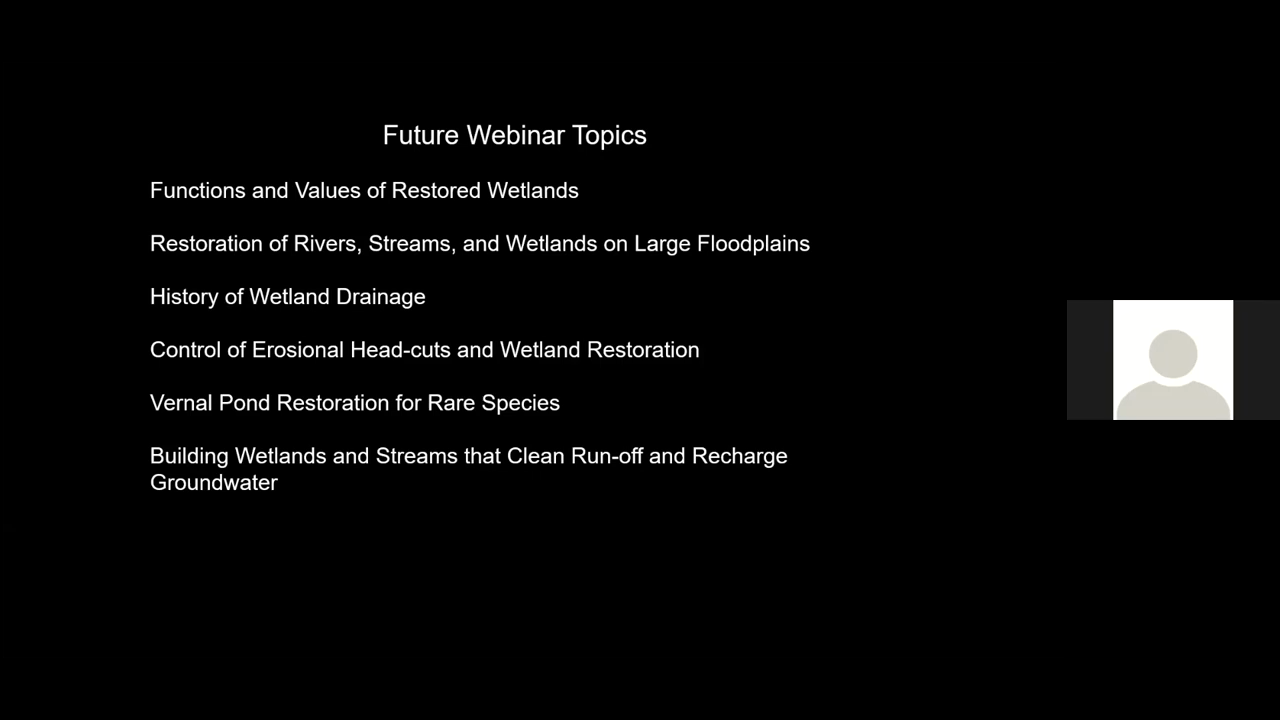 Future Webinar Topics
Functions and Values of Restored Wetlands
Restoration of Rivers, Streams, and Wetlands on Large Floodplains
History of Wetland Drainage
Control of Erosional Head-cuts and Wetland Restoration
Vernal Pond Restoration for Rare Species
Building Wetlands and Streams that Clean Run-off and Recharge
Groundwater